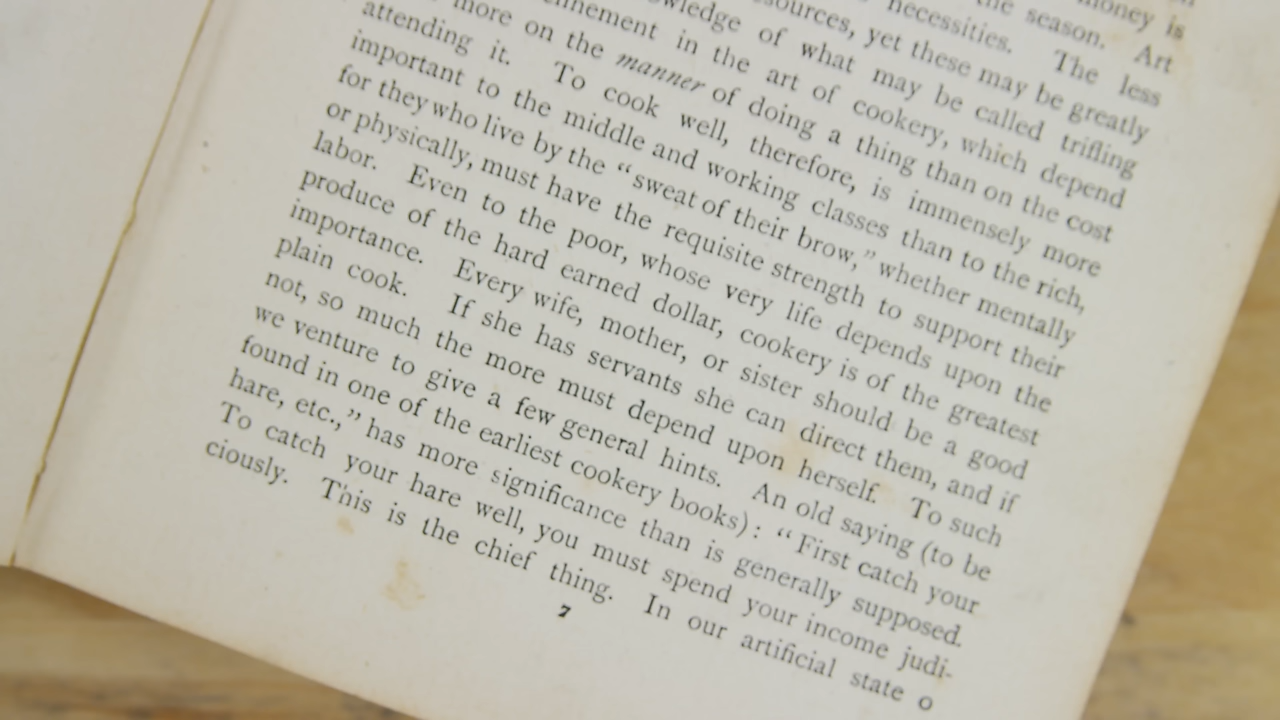 money is
the season. Art
necessities. The less
yet these may be greatly
of what may be called trifling
in the art of cookery, which depend
more on the manner of doing a thing than on the cost
attending it. To cook well, therefore, is immensely more
important to the middle and working classes than to the rich,
for they who live by the “sweat of their brow,” whether mentally
or physically, must have the requisite strength to support their
labor. Even to the poor, whose very life depends upon the
produce of the hard earned dollar, cookery is of the greatest
importance. Every wife, mother, or sister should be a good
plain cook. If she has servants she can direct them, and if
not, so much the more must depend upon herself. To such
we venture to give a few general hints. An old saying (to be
found in one of the earliest cookery books): “First catch your
hare, etc.,” has more significance than is generally supposed.
To catch your hare well, you must spend your income judi-
ciously. This is the chief thing. In our artificial state o
7